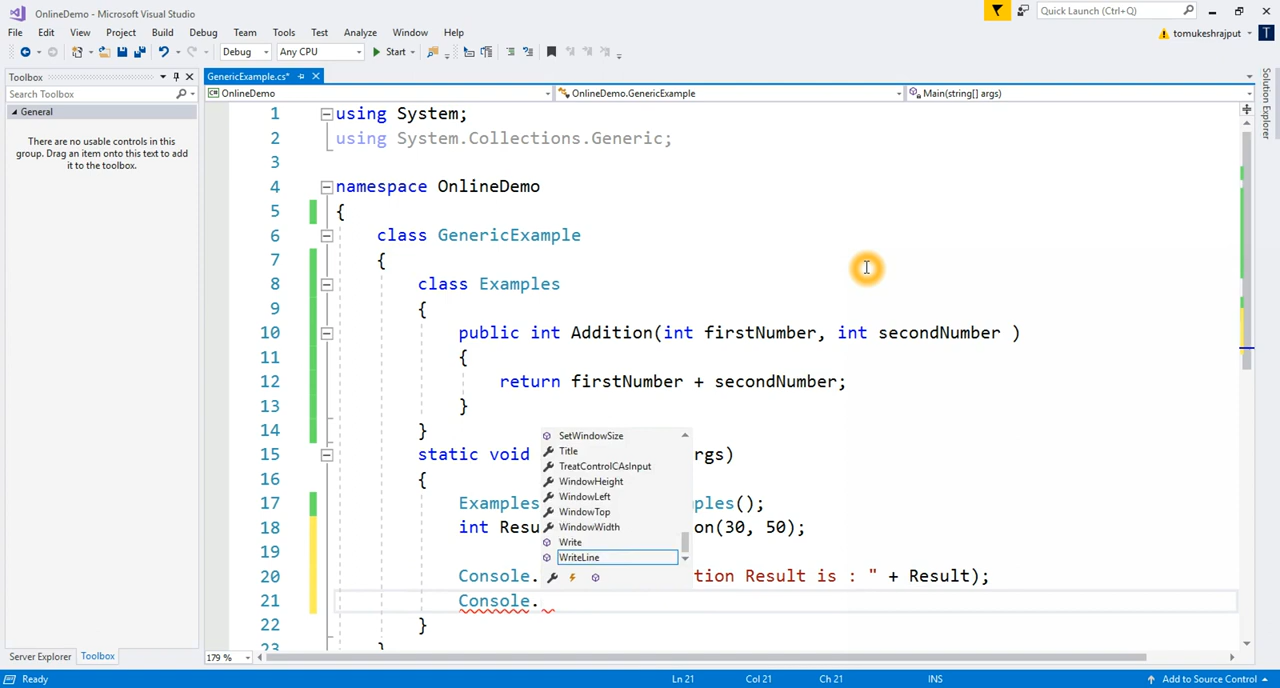 OnlineDemo - Microsoft Visual Studio
Quick Launch (Ctrl+Q)
File Edit View Project Build Debug Team Tools Test Analyze Window Help
tomukeshrajput T
Debug Any CPU Start
Toolbox
GenericExample.cs*
Search Toolbox
OnlineDemo
OnlineDemo.GenericExample
Main(string[] args)
General
There are no usable controls in this
group. Drag an item onto this text to add
it to the toolbox.
Solution Explorer
1 using System;
2 using System.Collections.Generic;
3
4 namespace OnlineDemo
5 {
6 class GenericExample
7 {
8 class Examples
9 {
10 public int Addition(int firstNumber, int secondNumber )
11 {
12 return firstNumber + secondNumber;
13 }
14 }
15 static void rgs)
16 {
17 Examples ples();
18 int Resu on(30, 50);
19
20 Console. tion Result is : " + Result);
21 Console.
22 }
23 }
SetWindowSize
Title
TreatControlCAsInput
WindowHeight
WindowLeft
WindowTop
WindowWidth
Write
WriteLine
Server Explorer Toolbox
179 %
Ready
Ln 21 Col 21 Ch 21 INS
Add to Source Control